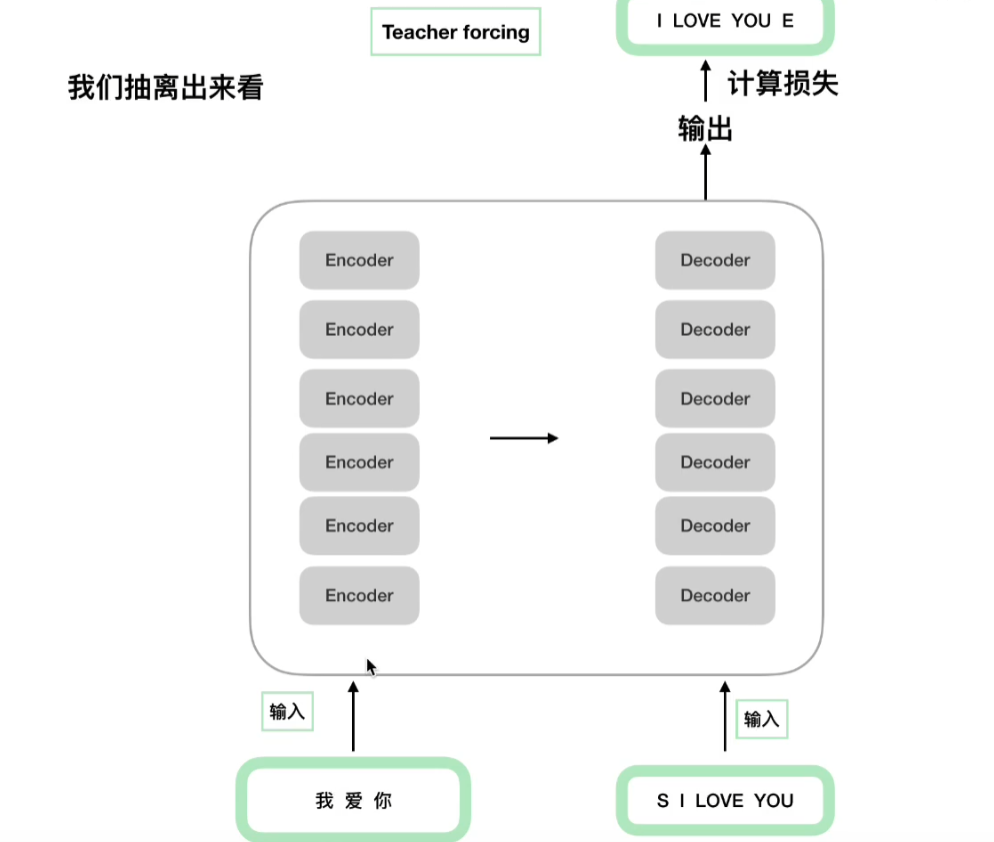 I LOVE YOU E
Teacher forcing
我们抽离出来看
计算损失
输出
Encoder
Decoder
Encoder
Decoder
Encoder
Decoder
Encoder
Decoder
Encoder
Decoder
Encoder
Decoder
输入
输入
我 爱 你
S I LOVE YOU